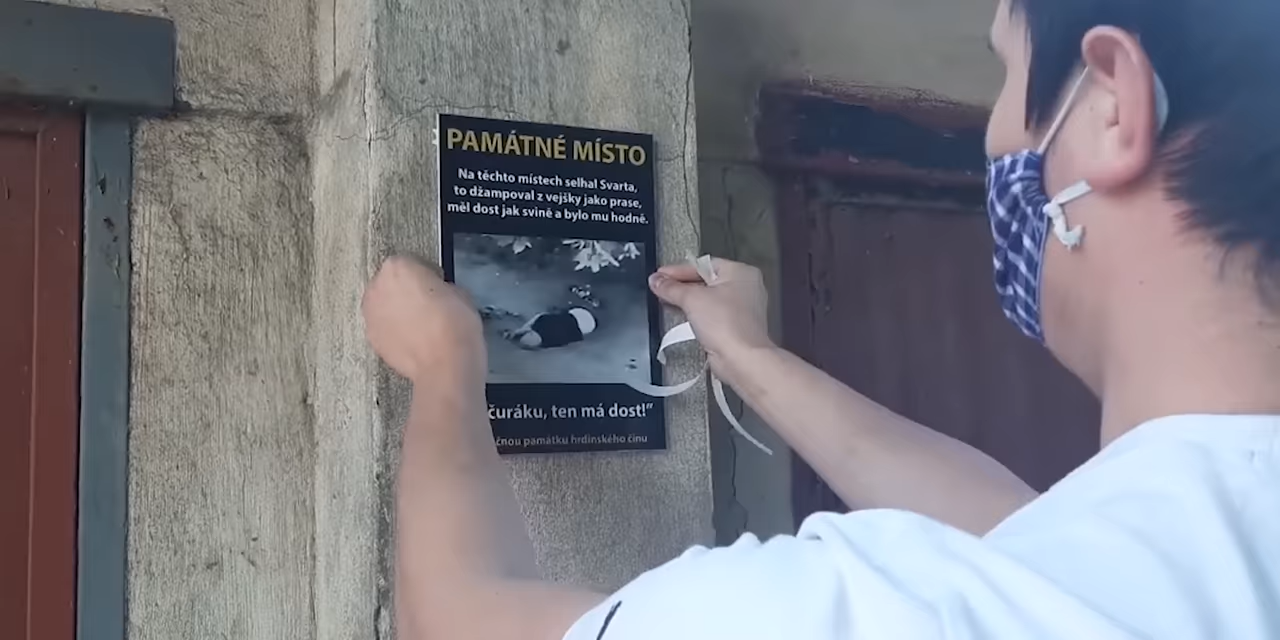 PAMÁTNÉ MÍSTO
Na těchto místech selhal Svarta,
to džampoval z vejšky jako prase,
měl dost jak svině a bylo mu hodně.
čuráku, ten má dost!"
památku hrdinského činu